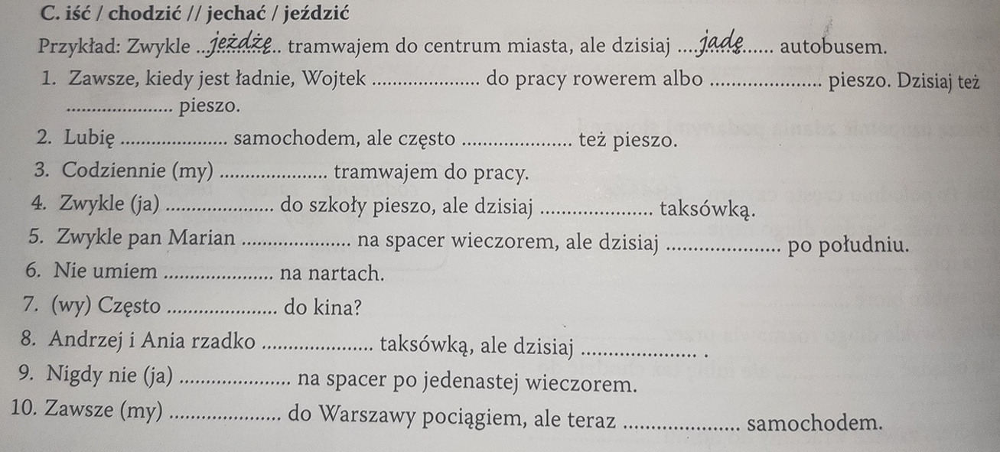 C. iść / chodzić // jechać / jeździć
Przykład: Zwykle ..jeżdżę.. tramwajem do centrum miasta, ale dzisiaj ....jadę...... autobusem.
1. Zawsze, kiedy jest ładnie, Wojtek .................... do pracy rowerem albo .................... pieszo. Dzisiaj też
.................... pieszo.
2. Lubię .................... samochodem, ale często .................... też pieszo.
3. Codziennie (my) .................... tramwajem do pracy.
4. Zwykle (ja) .................... do szkoły pieszo, ale dzisiaj .................... taksówką.
5. Zwykle pan Marian .................... na spacer wieczorem, ale dzisiaj .................... po południu.
6. Nie umiem .................... na nartach.
7. (wy) Często .................... do kina?
8. Andrzej i Ania rzadko .................... taksówką, ale dzisiaj .................... .
9. Nigdy nie (ja) .................... na spacer po jedenastej wieczorem.
10. Zawsze (my) .................... do Warszawy pociągiem, ale teraz .................... samochodem.